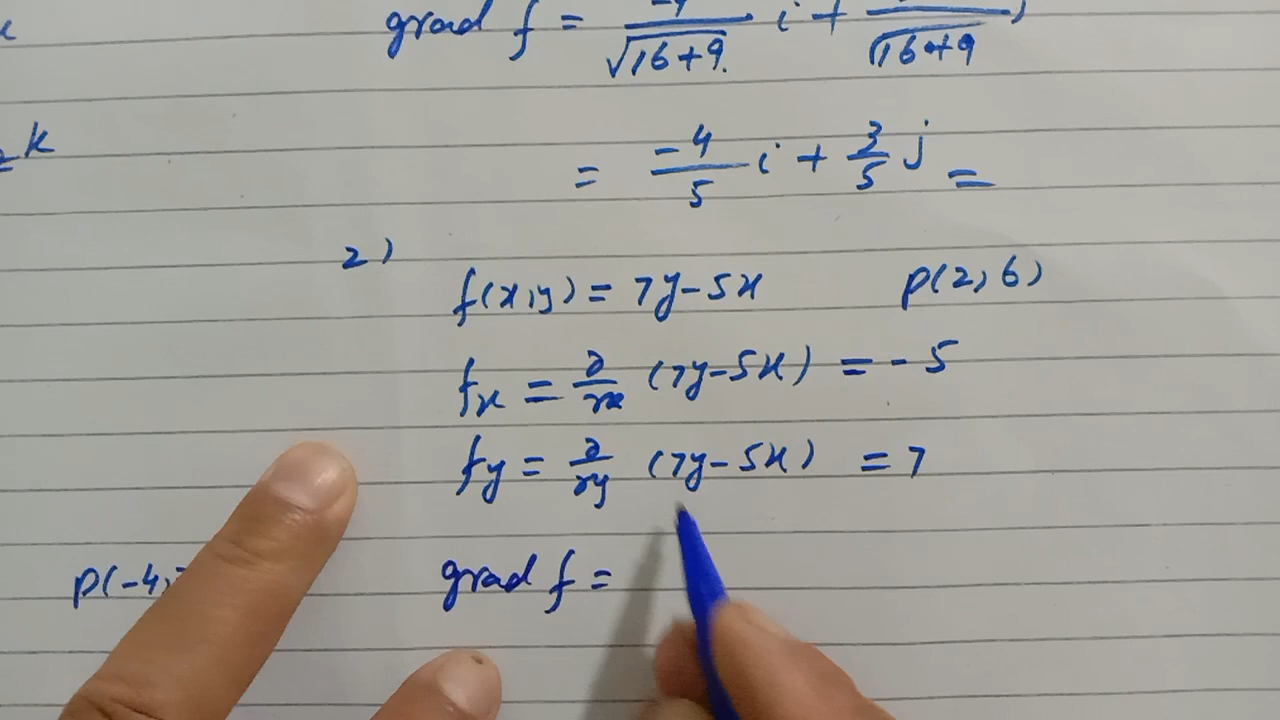 grad f = -4/√16+9 i + /√16+9 j
k
= -4/5 i + 3/5 j =
2)
f(x,y) = 7y-5x P(2,6)
fx = ∂/∂x (7y-5x) = -5
fy = ∂/∂y (7y-5x) = 7
P(-4,
grad f =